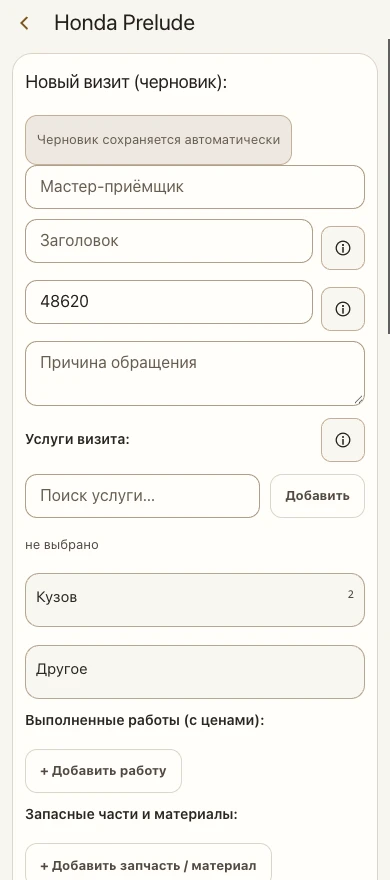 Honda Prelude
Новый визит (черновик):
Черновик сохраняется автоматически
Мастер-приёмщик
Заголовок
48620
Причина обращения
Услуги визита:
Поиск услуги...
Добавить
не выбрано
Кузов
2
Другое
Выполненные работы (с ценами):
+ Добавить работу
Запасные части и материалы:
+ Добавить запчасть / материал